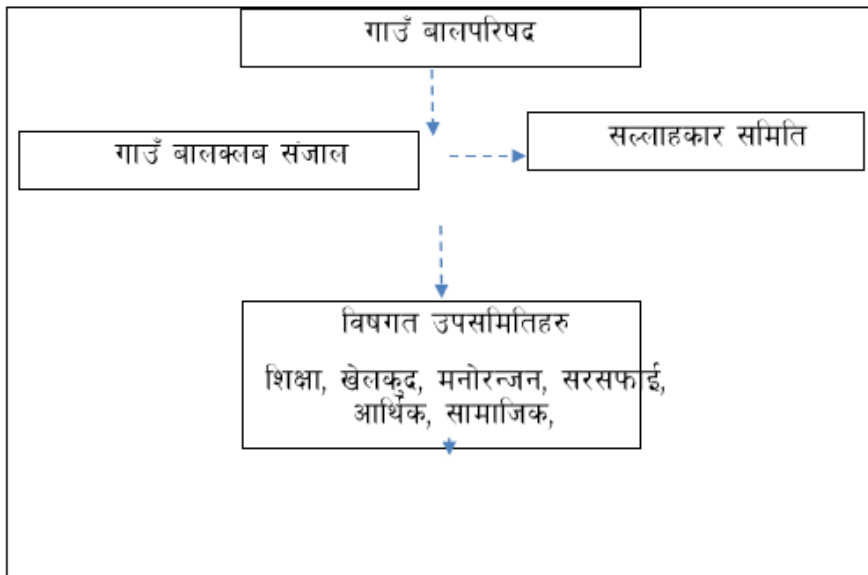 गाउँ बालपरिषद
गाउँ बालक्लब संजाल
सल्लाहकार समिति
विषगत उपसमितिहरु
शिक्षा, खेलकुद, मनोरन्जन, सरसफाई,
आर्थिक, सामाजिक,